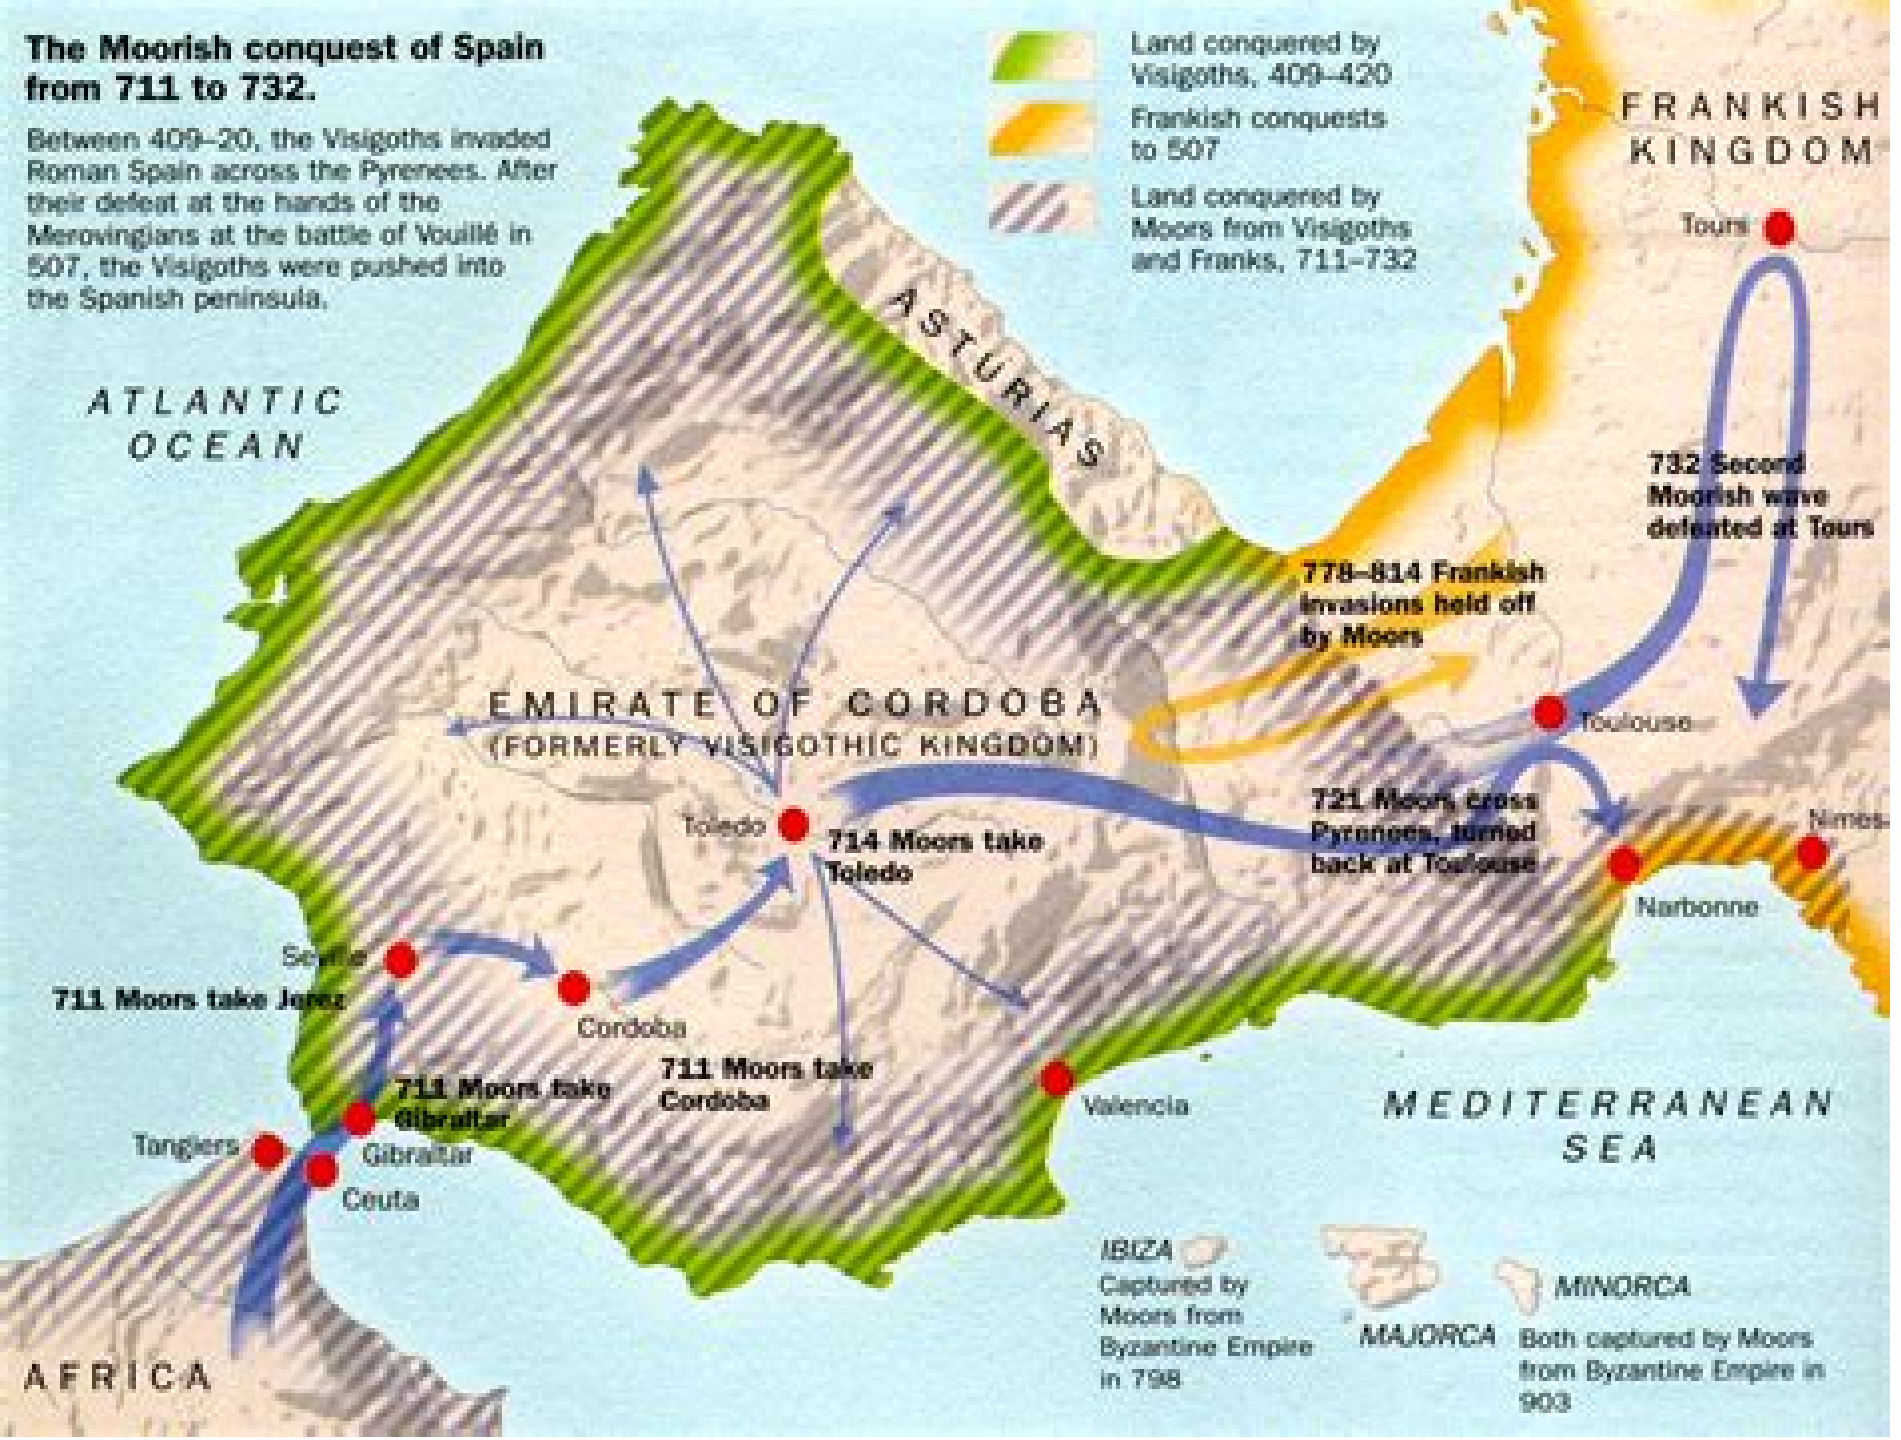 The Moorish conquest of Spain
from 711 to 732.
Between 409–20, the Visigoths invaded
Roman Spain across the Pyrenees. After
their defeat at the hands of the
Merovingians at the battle of Vouillé in
507, the Visigoths were pushed into
the Spanish peninsula.
Land conquered by
Visigoths, 409–420
Frankish conquests
to 507
Land conquered by
Moors from Visigoths
and Franks, 711–732
FRANKISH
KINGDOM
Tours
ATLANTIC
OCEAN
ASTURIAS
732 Second
Moorish wave
defeated at Tours
778–814 Frankish
invasions held off
by Moors
EMIRATE OF CORDOBA
(FORMERLY VISIGOTHIC KINGDOM)
Toulouse
Toledo
714 Moors take
Toledo
721 Moors cross
Pyrenees, turned
back at Toulouse
Nimes
Narbonne
Seville
711 Moors take Jerez
Cordoba
711 Moors take
Cordoba
711 Moors take
Gibraltar
Valencia
Tangiers
Gibraltar
Ceuta
MEDITERRANEAN
SEA
AFRICA
IBIZA
Captured by
Moors from
Byzantine Empire
in 798
MAJORCA
MINORCA
Both captured by Moors
from Byzantine Empire in
903